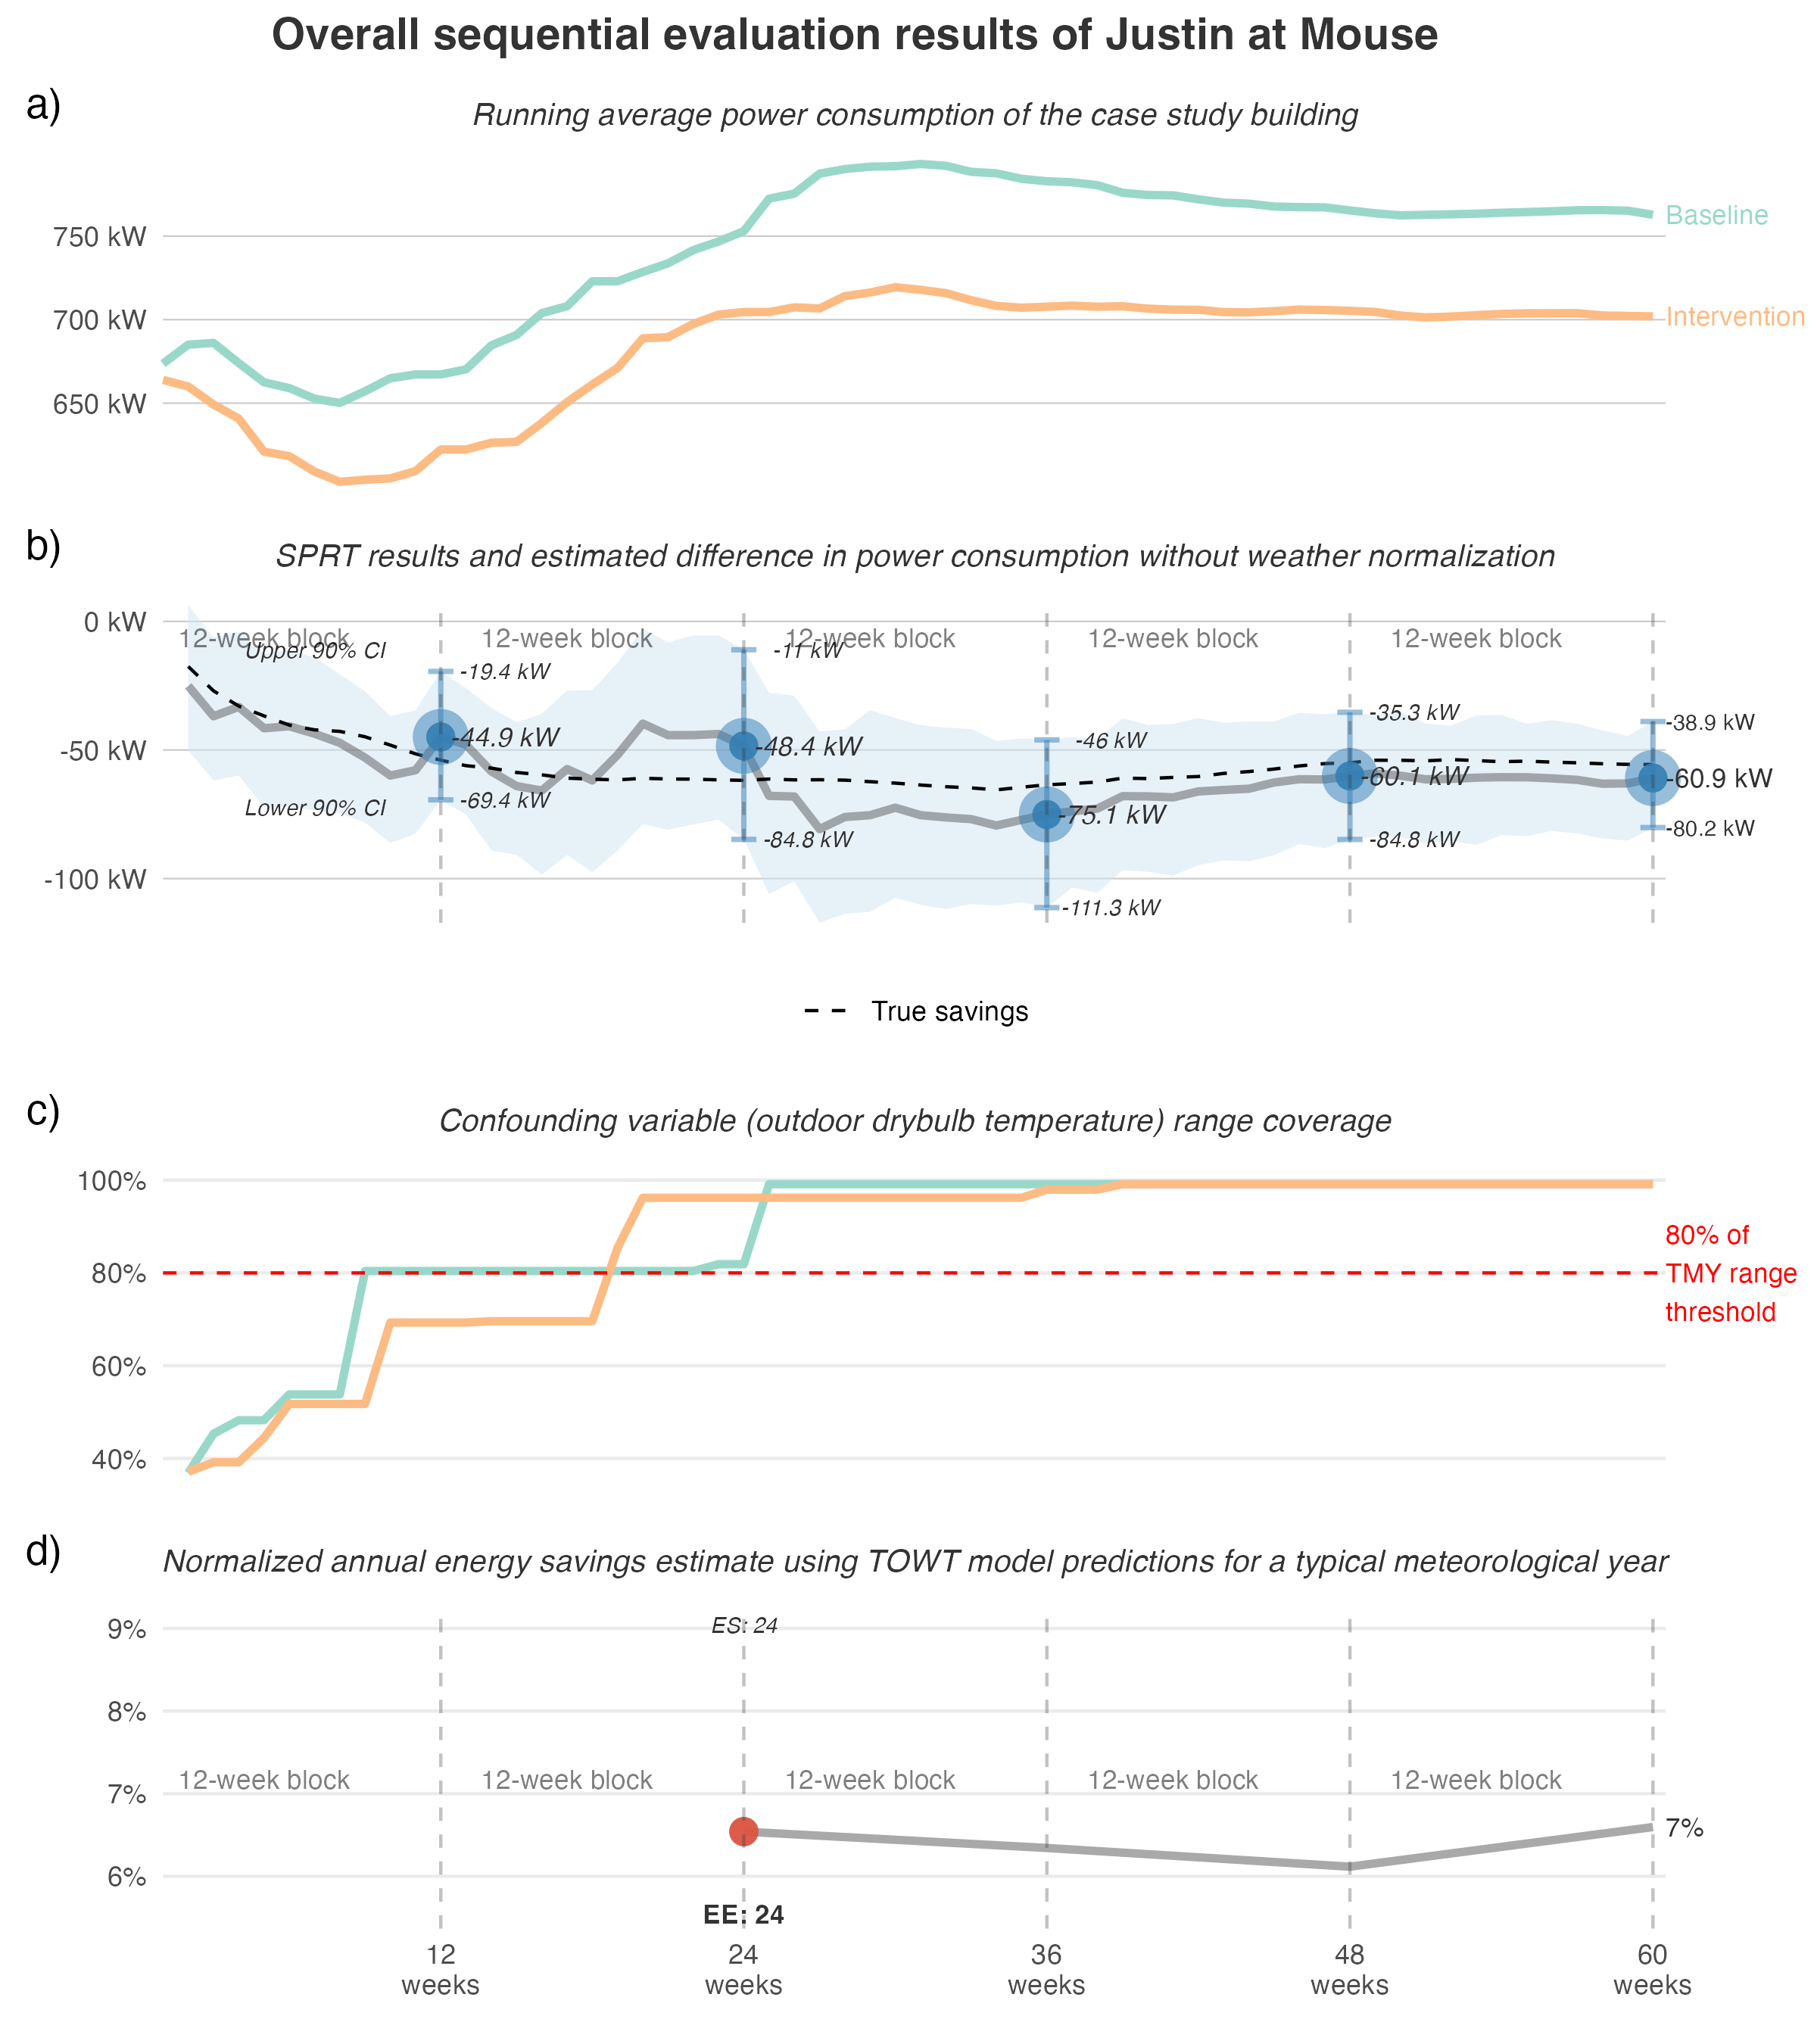 Overall sequential evaluation results of Justin at Mouse
a)
Running average power consumption of the case study building
750 kW
700 kW
650 kW
Baseline
Intervention
b)
SPRT results and estimated difference in power consumption without weather normalization
0 kW
-50 kW
-100 kW
12-week block
12-week block
12-week block
12-week block
12-week block
Upper 90% CI
Lower 90% CI
-19.4 kW
-44.9 kW
-69.4 kW
-11 kW
-48.4 kW
-84.8 kW
-46 kW
-75.1 kW
-111.3 kW
-35.3 kW
-60.1 kW
-84.8 kW
-38.9 kW
-60.9 kW
-80.2 kW
True savings
c)
Confounding variable (outdoor drybulb temperature) range coverage
100%
80%
60%
40%
80% of
TMY range
threshold
d)
Normalized annual energy savings estimate using TOWT model predictions for a typical meteorological year
9%
8%
7%
6%
ES: 24
12-week block
12-week block
12-week block
12-week block
12-week block
7%
EE: 24
12
weeks
24
weeks
36
weeks
48
weeks
60
weeks